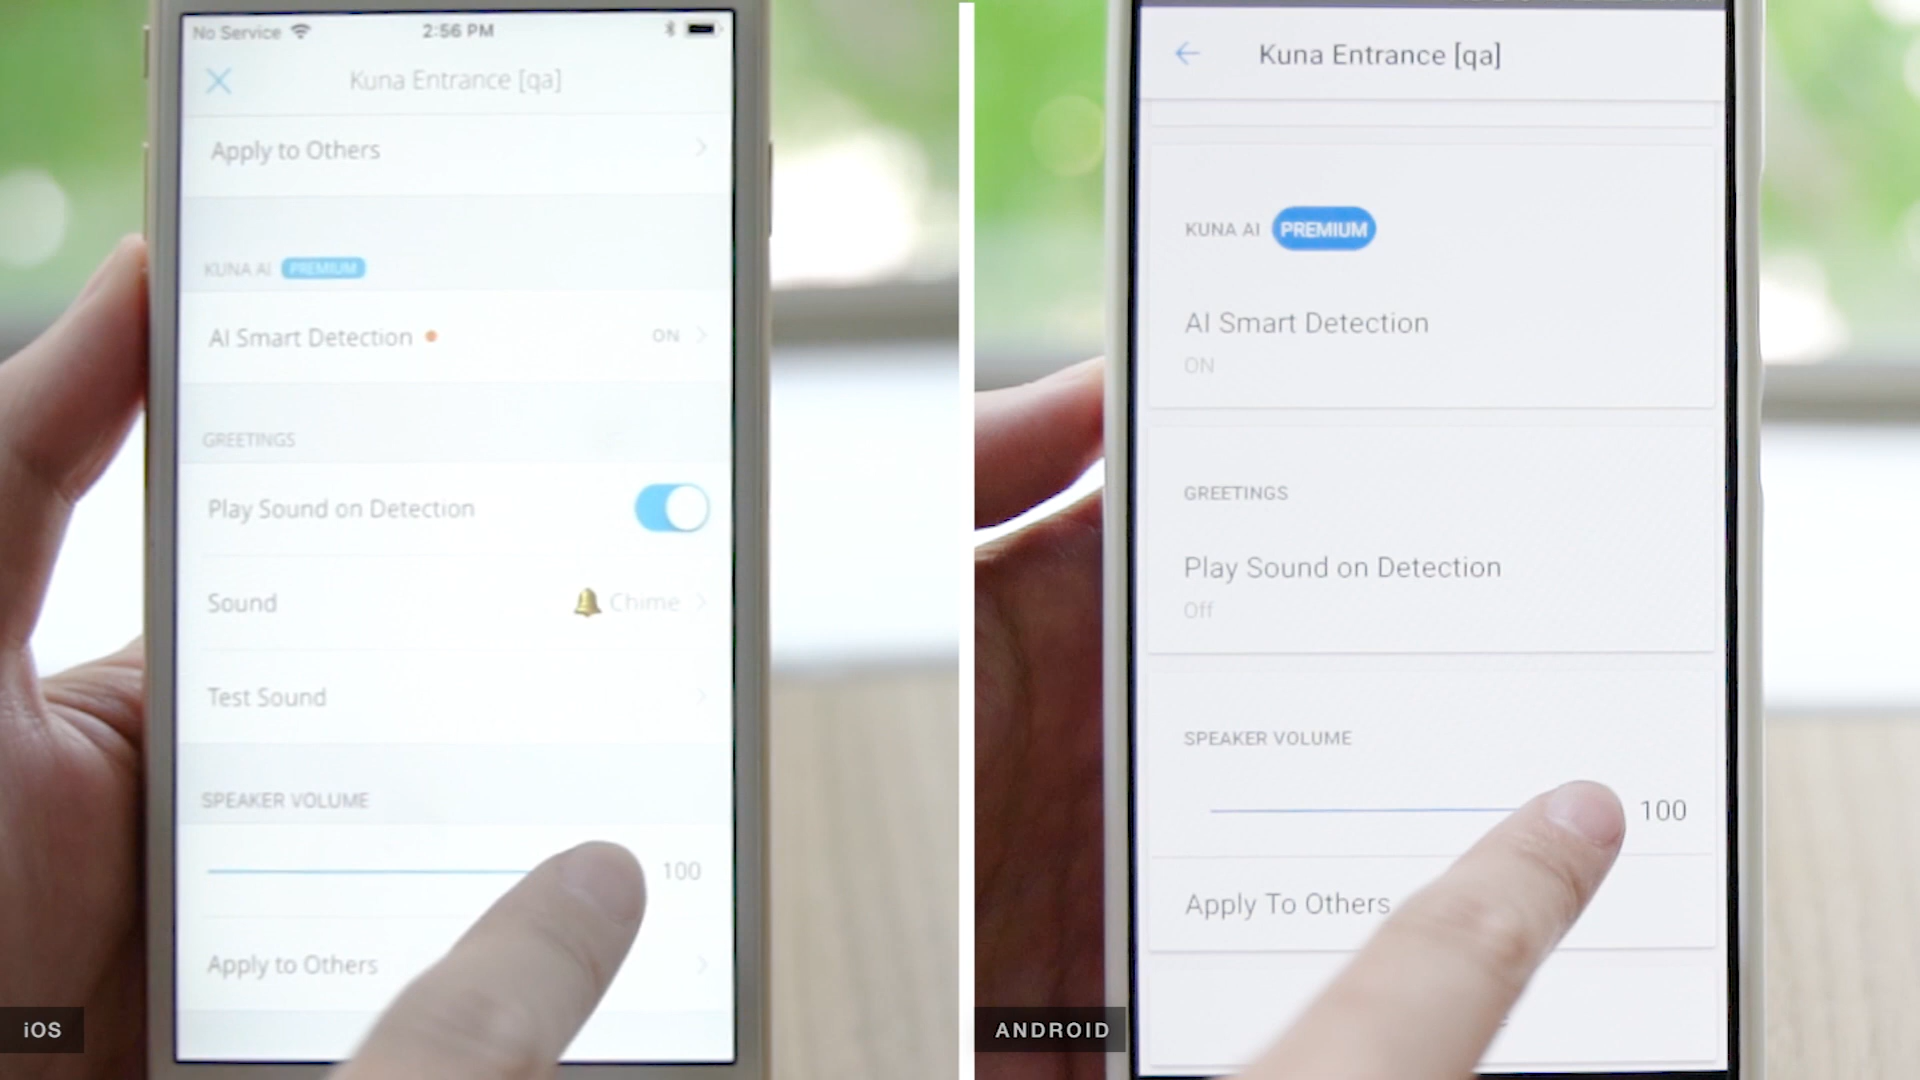 No Service 2:56 PM
Kuna Entrance [qa]
Apply to Others
KUNA AI PREMIUM
AI Smart Detection ON
GREETINGS
Play Sound on Detection
Sound Chime
Test Sound
SPEAKER VOLUME
100
Apply to Others
iOS
Kuna Entrance [qa]
KUNA AI PREMIUM
AI Smart Detection
ON
GREETINGS
Play Sound on Detection
Off
SPEAKER VOLUME
100
Apply To Others
ANDROID